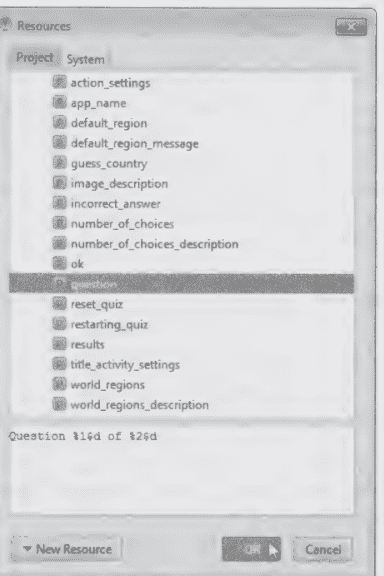 Resources
Project System
action_settings
app_name
default_region
default_region_message
guess_country
image_description
incorrect_answer
number_of_choices
number_of_choices_description
ok
question
reset_quiz
restarting_quiz
results
title_activity_settings
world_regions
world_regions_description
Question %1$d of %2$d
New Resource OK Cancel